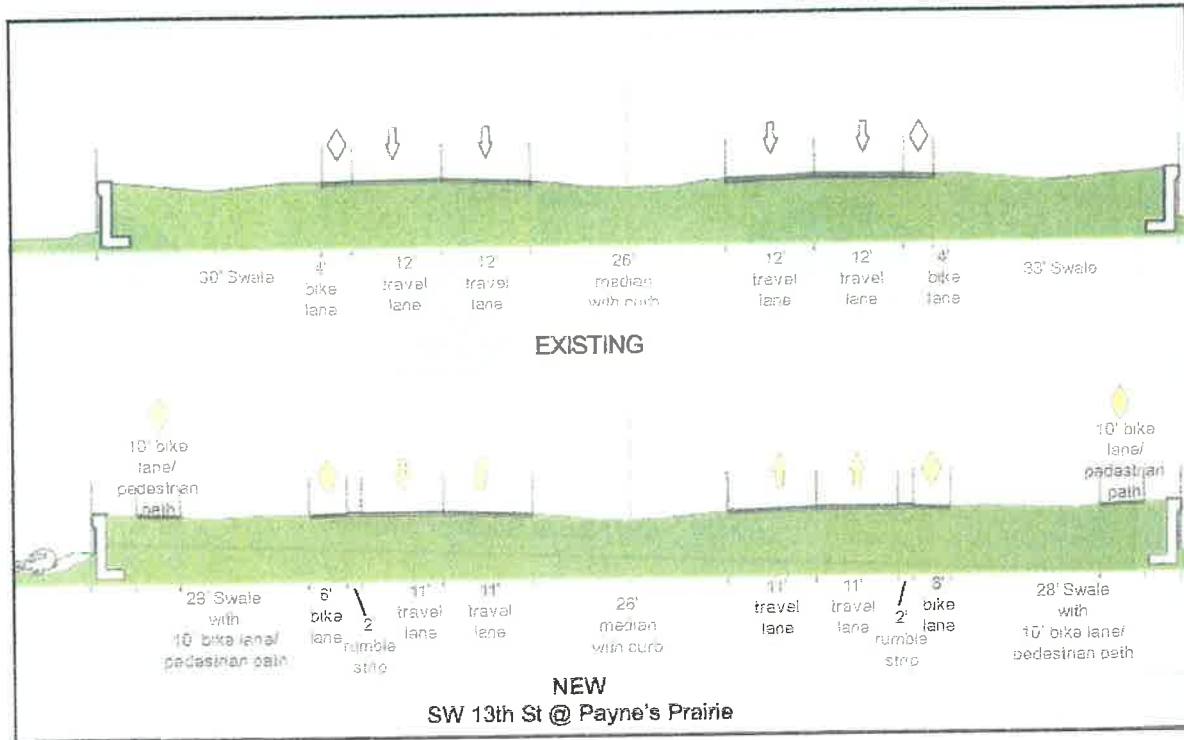 30' Swale
4'
bike
lane
12'
travel
lane
12'
travel
lane
26'
median
with curb
12'
travel
lane
12'
travel
lane
4'
bike
lane
33' Swale
EXISTING
10' bike
lane/
pedestrian
path
10' bike
lane/
pedestrian
path
Swale
with
10' bike lane/
pedestrian path
6'
bike
lane
2'
rumble
strip
11'
travel
lane
11'
travel
lane
26'
median
with curb
11'
travel
lane
11'
travel
lane
2'
rumble
strip
bike
lane
28' Swale
with
10' bike lane/
pedestrian path
NEW
SW 13th St @ Payne's Prairie